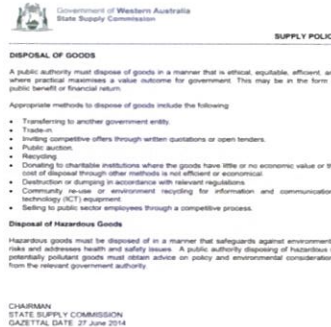 Government of Western Australia
State Supply Commission
SUPPLY POLIC
DISPOSAL OF GOODS
A public authority must dispose of goods in a manner that is ethical, equitable, efficient, an
where practical maximises a value outcome for government. This may be in the form
public benefit or financial return.
Appropriate methods to dispose of goods include the following
• Transferring to another government entity.
• Trade-in
• Inviting competitive offers through written quotations or open tenders.
• Public auction.
• Recycling
• Donating to charitable institutions where the goods have little or no economic value or th
cost of disposal through other methods is not efficient or economical.
• Destruction or dumping in accordance with relevant regulations
• Community re-use or environment recycling for information and communication
technology (ICT) equipment
• Selling to public sector employees through a competitive process.
Disposal of Hazardous Goods
Hazardous goods must be disposed of in a manner that safeguards against environment
risks and addresses health and safety issues. A public authority disposing of hazardous
potentially pollutant goods must obtain advice on policy and environmental consideration
from the relevant government authority.
CHAIRMAN
STATE SUPPLY COMMISSION
GAZETTAL DATE 27 June 2014